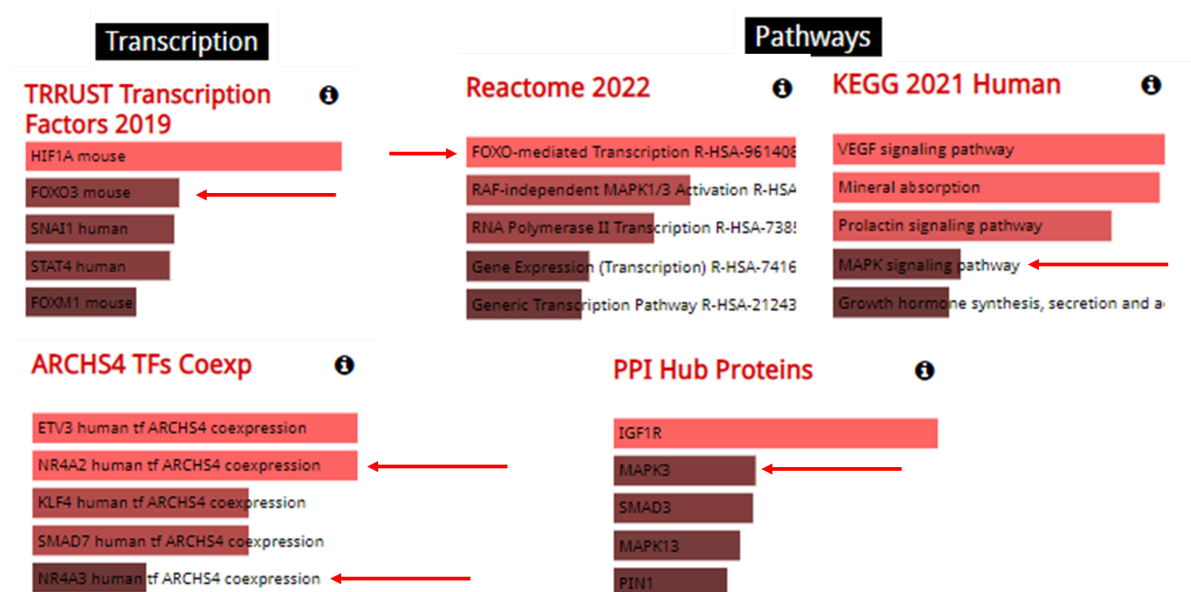 Transcription
Pathways
TRRUST Transcription
Factors 2019
HIF1A mouse
FOXO3 mouse
SNAI1 human
STAT4 human
FOXM1 mouse
Reactome 2022
FOXO-mediated Transcription R-HSA-961408
RAF-independent MAPK1/3 Activation R-HSA
RNA Polymerase II Transcription R-HSA-7385
Gene Expression (Transcription) R-HSA-7416
Generic Transcription Pathway R-HSA-21243
KEGG 2021 Human
VEGF signaling pathway
Mineral absorption
Prolactin signaling pathway
MAPK signaling pathway
Growth hormone synthesis, secretion and a
ARCHS4 TFs Coexp
ETV3 human tf ARCHS4 coexpression
NR4A2 human tf ARCHS4 coexpression
KLF4 human tf ARCHS4 coexpression
SMAD7 human tf ARCHS4 coexpression
NR4A3 human tf ARCHS4 coexpression
PPI Hub Proteins
IGF1R
MAPK3
SMAD3
MAPK13
PIN1